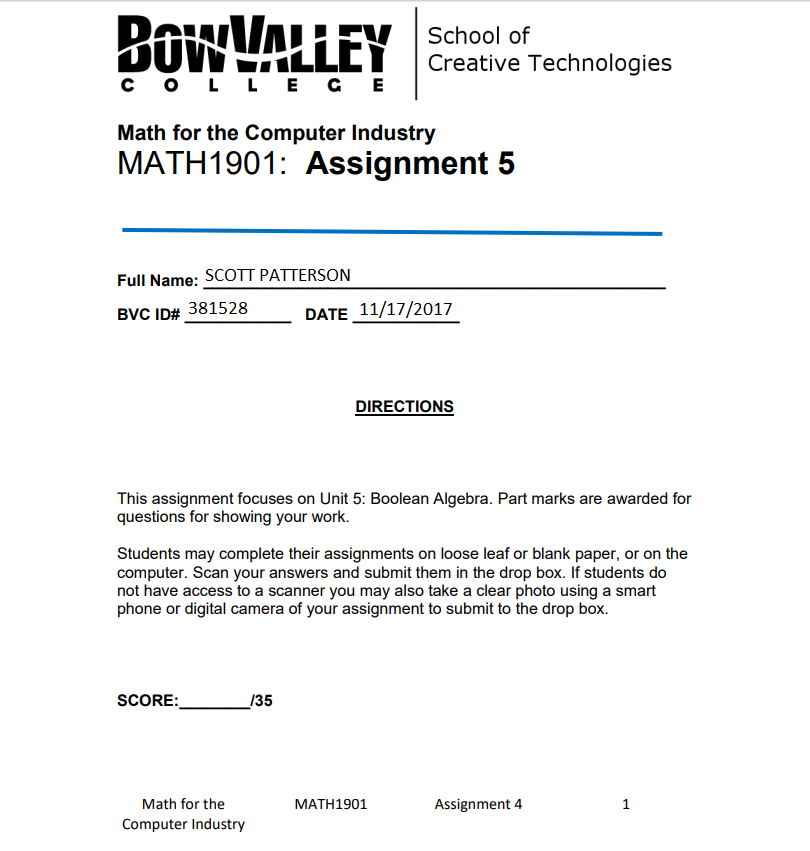 BOW VALLEY
COLLEGE
School of
Creative Technologies
Math for the Computer Industry
MATH1901: Assignment 5
Full Name: SCOTT PATTERSON
BVC ID# 381528 DATE 11/17/2017
DIRECTIONS
This assignment focuses on Unit 5: Boolean Algebra. Part marks are awarded for
questions for showing your work.
Students may complete their assignments on loose leaf or blank paper, or on the
computer. Scan your answers and submit them in the drop box. If students do
not have access to a scanner you may also take a clear photo using a smart
phone or digital camera of your assignment to submit to the drop box.
SCORE:________/35
Math for the MATH1901 Assignment 4 1
Computer Industry